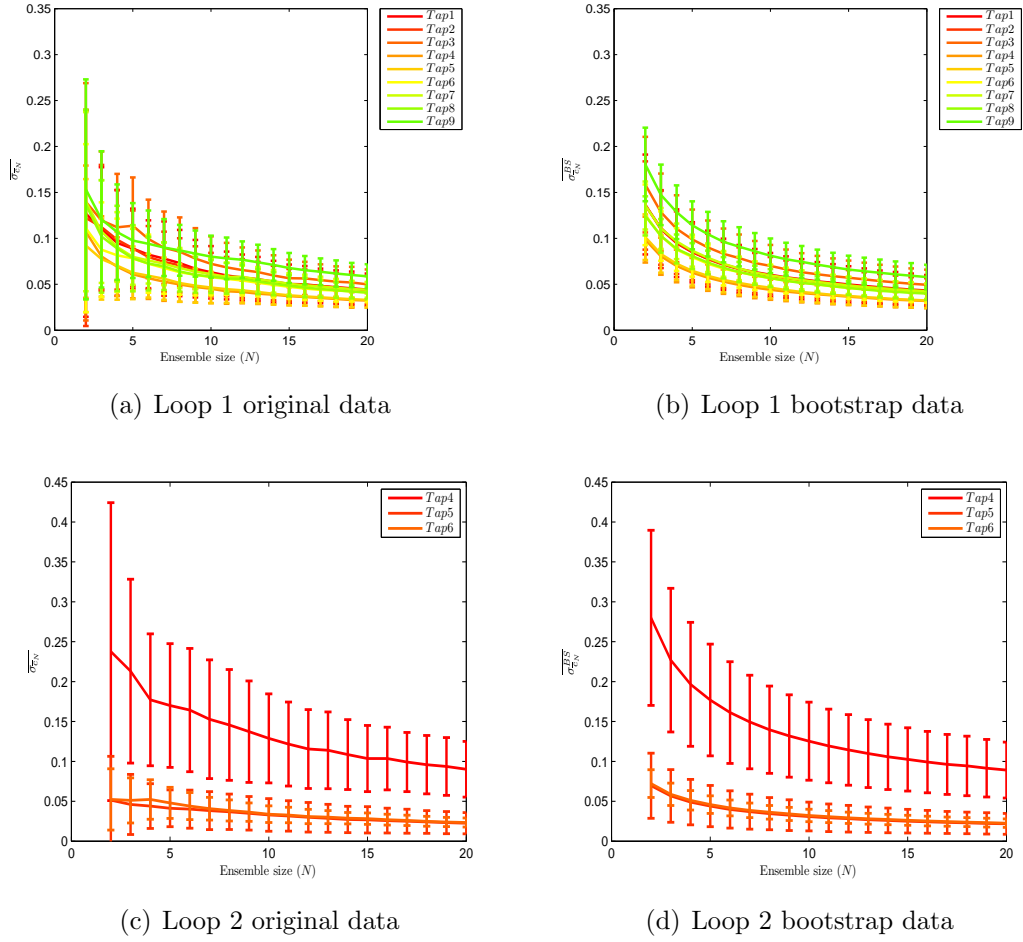 0.35
0.3
0.25
0.2
0.15
0.1
0.05
0
0 5 10 15 20
Ensemble size (N)
Tap1
Tap2
Tap3
Tap4
Tap5
Tap6
Tap7
Tap8
Tap9
(a) Loop 1 original data
0.35
0.3
0.25
0.2
0.15
0.1
0.05
0
0 5 10 15 20
Ensemble size (N)
Tap1
Tap2
Tap3
Tap4
Tap5
Tap6
Tap7
Tap8
Tap9
(b) Loop 1 bootstrap data
0.45
0.4
0.35
0.3
0.25
0.2
0.15
0.1
0.05
0
0 5 10 15 20
Ensemble size (N)
Tap4
Tap5
Tap6
(c) Loop 2 original data
0.45
0.4
0.35
0.3
0.25
0.2
0.15
0.1
0.05
0
0 5 10 15 20
Ensemble size (N)
Tap4
Tap5
Tap6
(d) Loop 2 bootstrap data